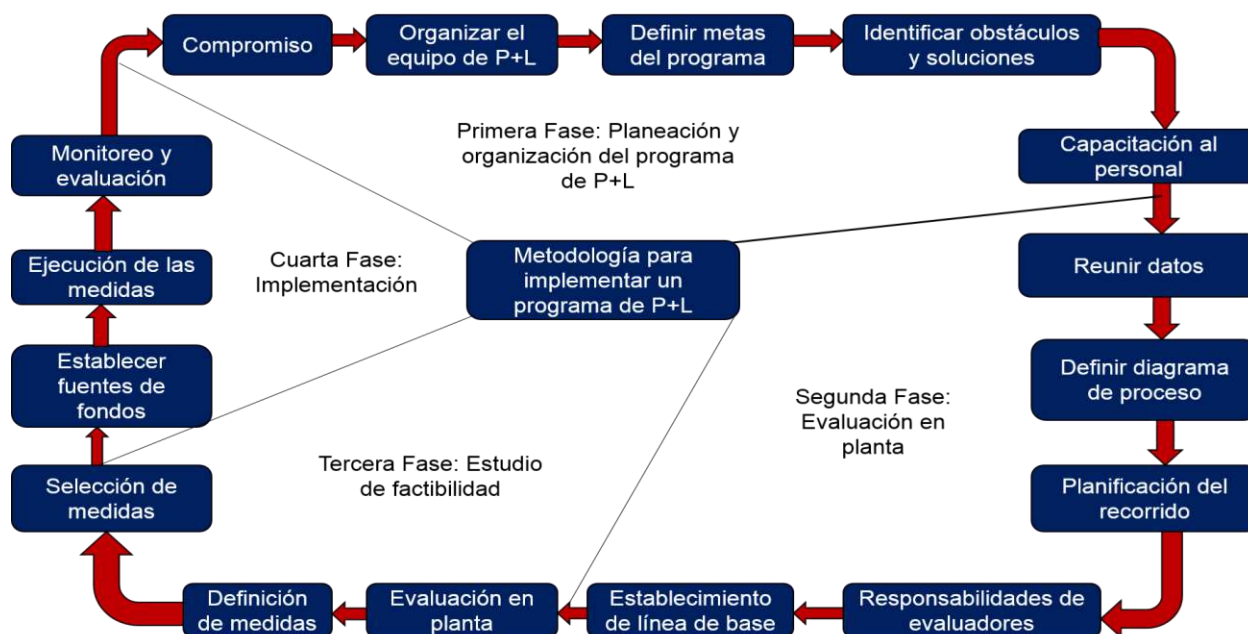 Compromiso
Organizar el
equipo de P+L
Definir metas
del programa
Identificar obstáculos
y soluciones
Capacitación al
personal
Reunir datos
Definir diagrama
de proceso
Planificación del
recorrido
Responsabilidades de
evaluadores
Establecimiento
de línea de base
Evaluación en
planta
Definición
de medidas
Selección de
medidas
Establecer
fuentes de
fondos
Ejecución de las
medidas
Monitoreo y
evaluación
Primera Fase: Planeación y
organización del programa
de P+L
Segunda Fase:
Evaluación en
planta
Tercera Fase: Estudio
de factibilidad
Cuarta Fase:
Implementación
Metodología para
implementar un
programa de P+L